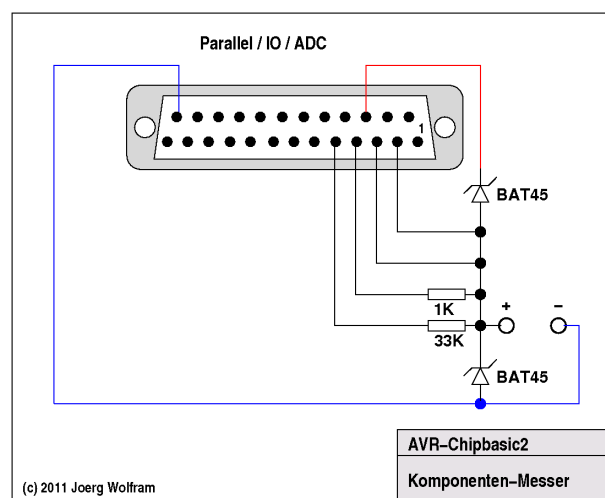 Parallel / IO / ADC
1
BAT45
1K
+ −
33K
BAT45
AVR−Chipbasic2
Komponenten−Messer
(c) 2011 Joerg Wolfram